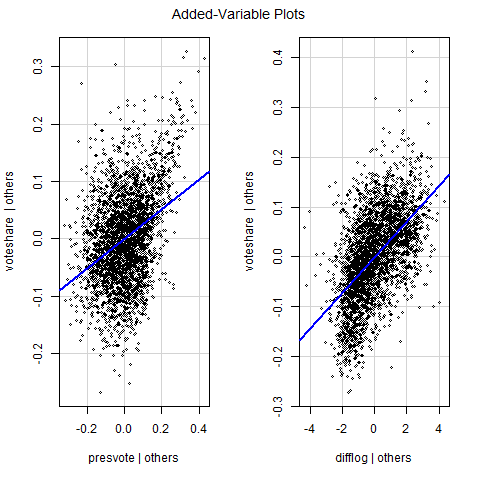 Added-Variable Plots
voteshare | others
0.3
0.2
0.1
0.0
-0.1
-0.2
-0.2 0.0 0.2 0.4
presvote | others
voteshare | others
0.4
0.3
0.2
0.1
0.0
-0.1
-0.2
-0.3
-4 -2 0 2 4
difflog | others